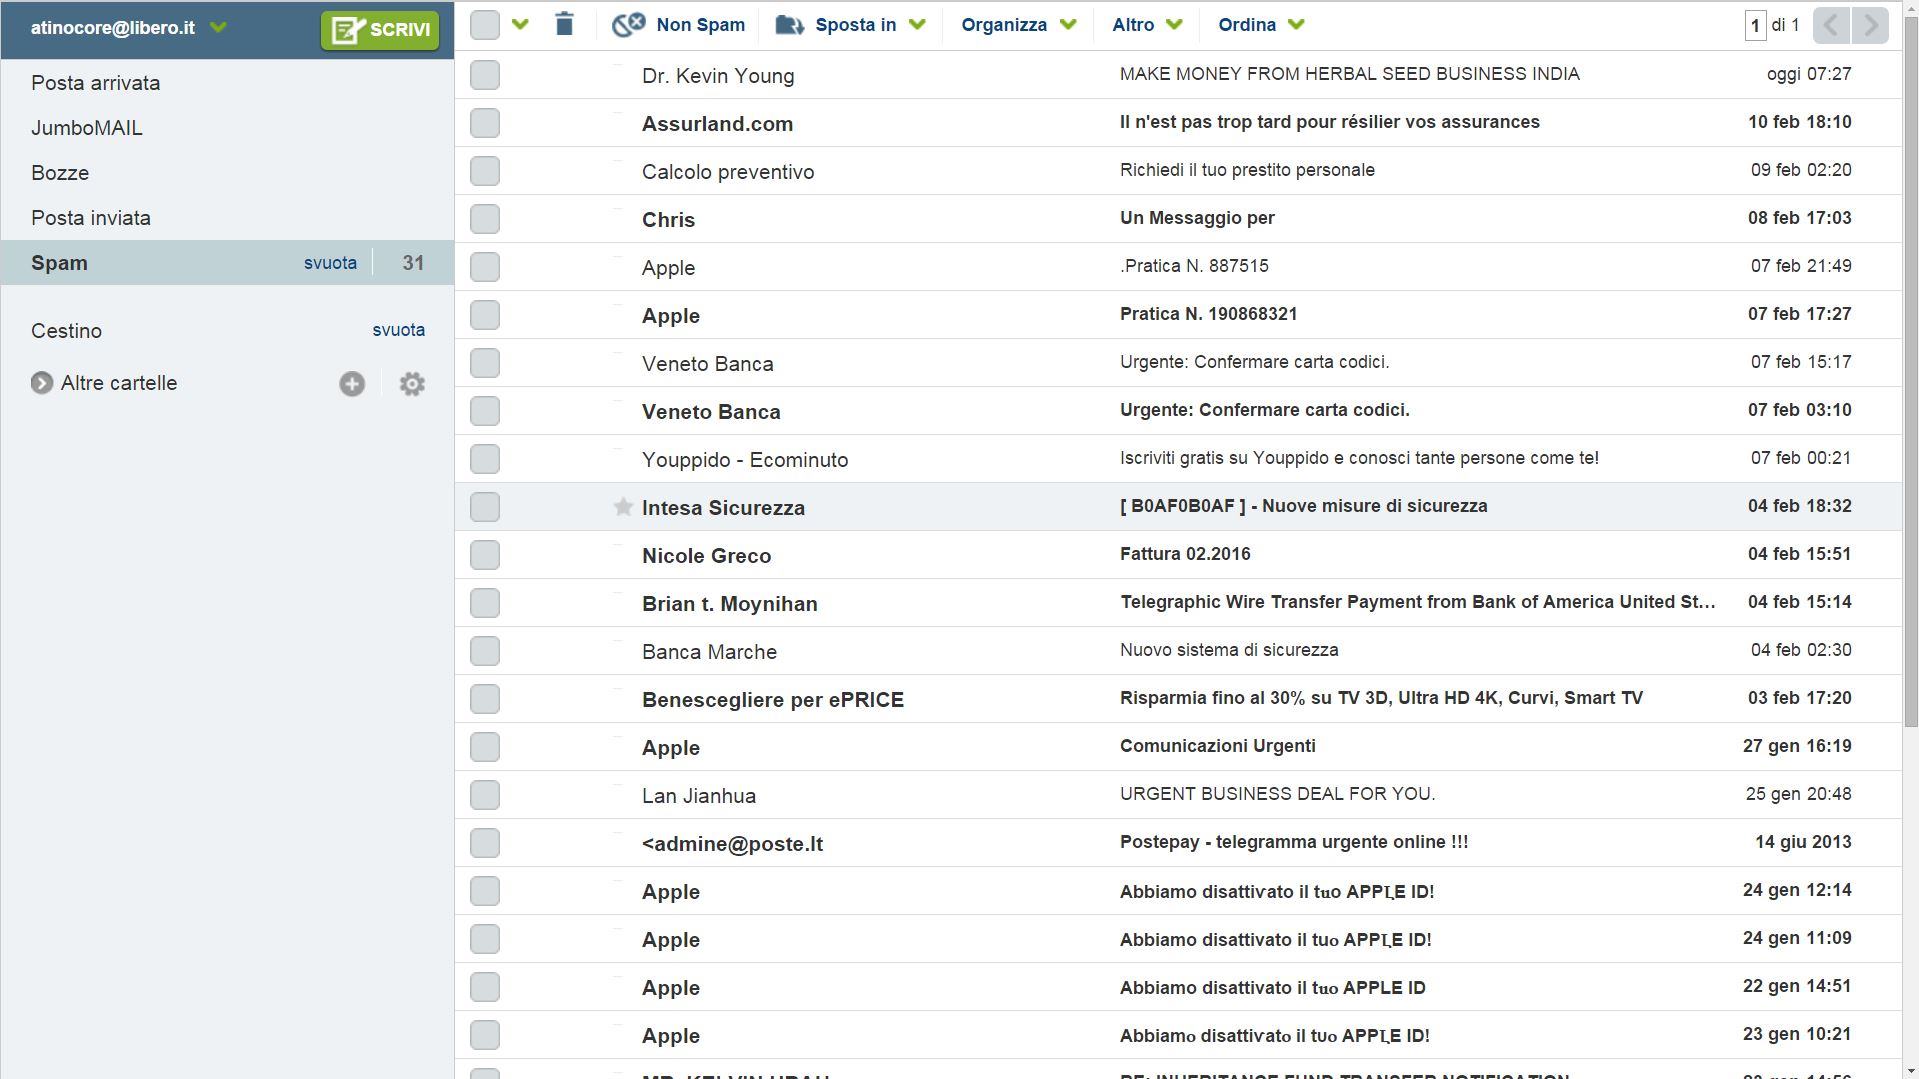 atinocore@libero.it
SCRIVI
Posta arrivata
JumboMAIL
Bozze
Posta inviata
Spam svuota 31
Cestino svuota
Altre cartelle
Non Spam Sposta in Organizza Altro Ordina 1 di 1
Dr. Kevin Young MAKE MONEY FROM HERBAL SEED BUSINESS INDIA oggi 07:27
Assurland.com Il n'est pas trop tard pour résilier vos assurances 10 feb 18:10
Calcolo preventivo Richiedi il tuo prestito personale 09 feb 02:20
Chris Un Messaggio per 08 feb 17:03
Apple .Pratica N. 887515 07 feb 21:49
Apple Pratica N. 190868321 07 feb 17:27
Veneto Banca Urgente: Confermare carta codici. 07 feb 15:17
Veneto Banca Urgente: Confermare carta codici. 07 feb 03:10
Youppido - Ecominuto Iscriviti gratis su Youppido e conosci tante persone come te! 07 feb 00:21
Intesa Sicurezza [ B0AF0B0AF ] - Nuove misure di sicurezza 04 feb 18:32
Nicole Greco Fattura 02.2016 04 feb 15:51
Brian t. Moynihan Telegraphic Wire Transfer Payment from Bank of America United St... 04 feb 15:14
Banca Marche Nuovo sistema di sicurezza 04 feb 02:30
Benescegliere per ePRICE Risparmia fino al 30% su TV 3D, Ultra HD 4K, Curvi, Smart TV 03 feb 17:20
Apple Comunicazioni Urgenti 27 gen 16:19
Lan Jianhua URGENT BUSINESS DEAL FOR YOU. 25 gen 20:48
<admine@poste.lt Postepay - telegramma urgente online !!! 14 giu 2013
Apple Abbiamo disattivato il tuo APPLE ID! 24 gen 12:14
Apple Abbiamo disattivato il tuo APPLE ID! 24 gen 11:09
Apple Abbiamo disattivato il tuo APPLE ID 22 gen 14:51
Apple Abbiamo disattivato il tuo APPLE ID! 23 gen 10:21
RE: INHERITANCE FUND TRANSFER NOTIFICATION